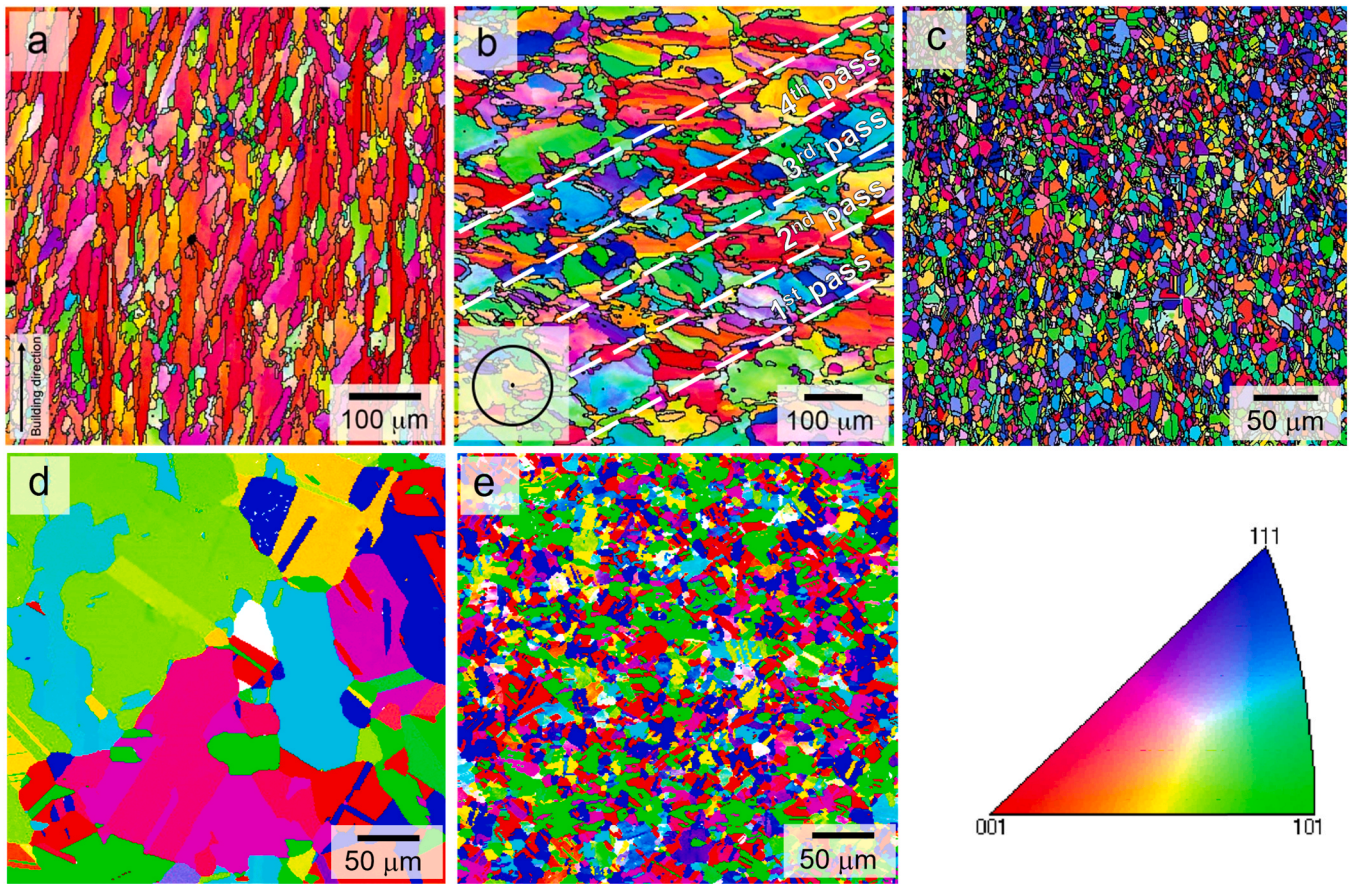 a
b
c
4th pass
3rd pass
2nd pass
1st pass
Building direction
100 μm
100 μm
50 μm
d
e
50 μm
50 μm
111
001
101